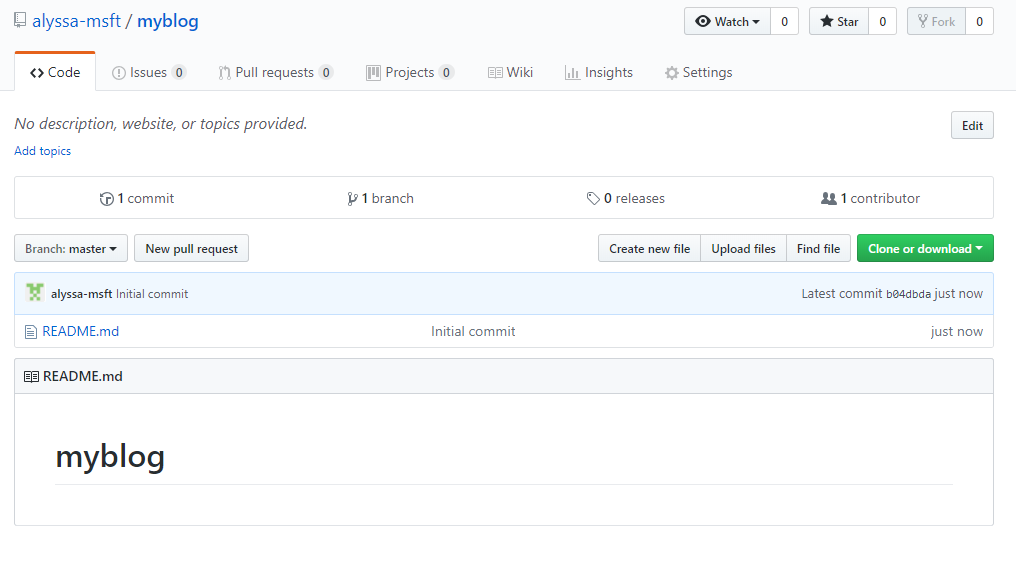 alyssa-msft / myblog
Watch 0 Star 0 Fork 0
Code Issues 0 Pull requests 0 Projects 0 Wiki Insights Settings
No description, website, or topics provided.
Edit
Add topics
1 commit 1 branch 0 releases 1 contributor
Branch: master New pull request Create new file Upload files Find file Clone or download
alyssa-msft Initial commit Latest commit b04dbda just now
README.md Initial commit just now
README.md
myblog